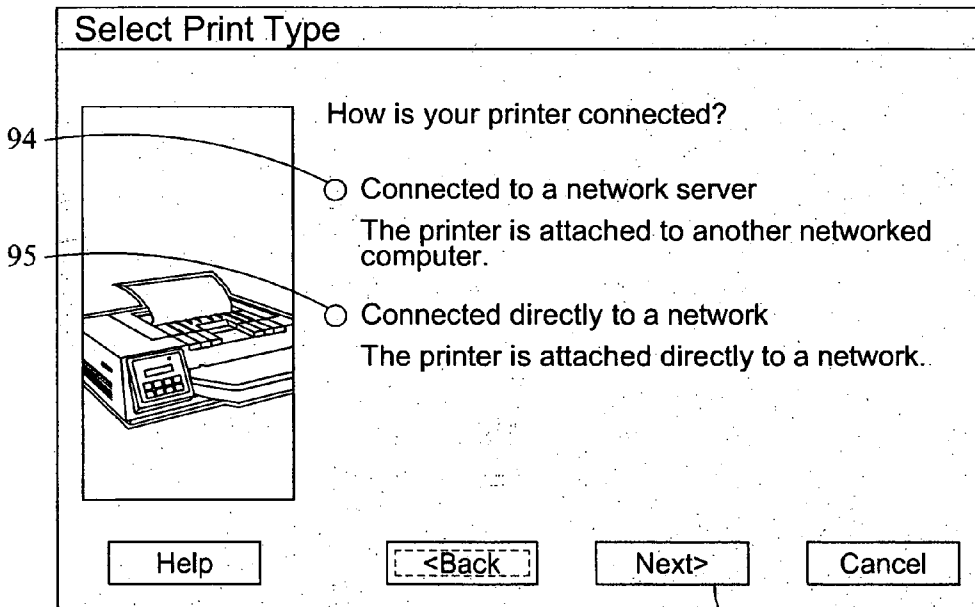 Select Print Type
How is your printer connected?
94
Connected to a network server
The printer is attached to another networked
computer.
95
Connected directly to a network
The printer is attached directly to a network.
Help
<Back
Next>
Cancel